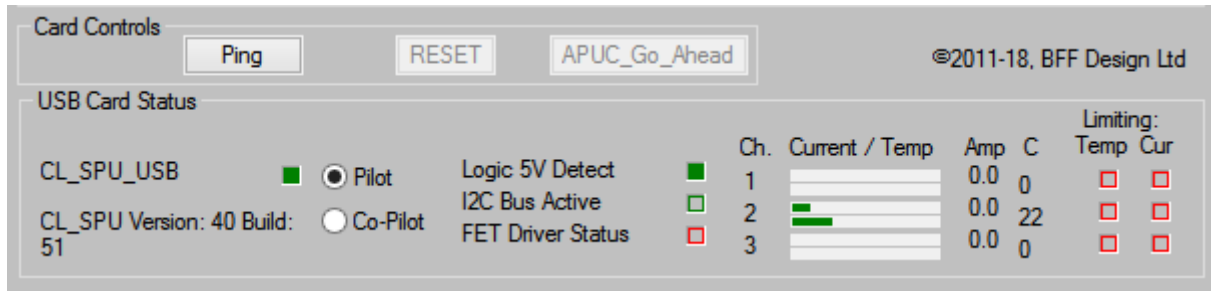 Card Controls
Ping RESET APUC_Go_Ahead
©2011-18, BFF Design Ltd
USB Card Status
CL_SPU_USB
Pilot
CL_SPU Version: 40 Build:
51
Co-Pilot
Logic 5V Detect
I2C Bus Active
FET Driver Status
Limiting:
Ch. Current / Temp Amp C Temp Cur
1 0.0 0
2 0.0 22
3 0.0 0